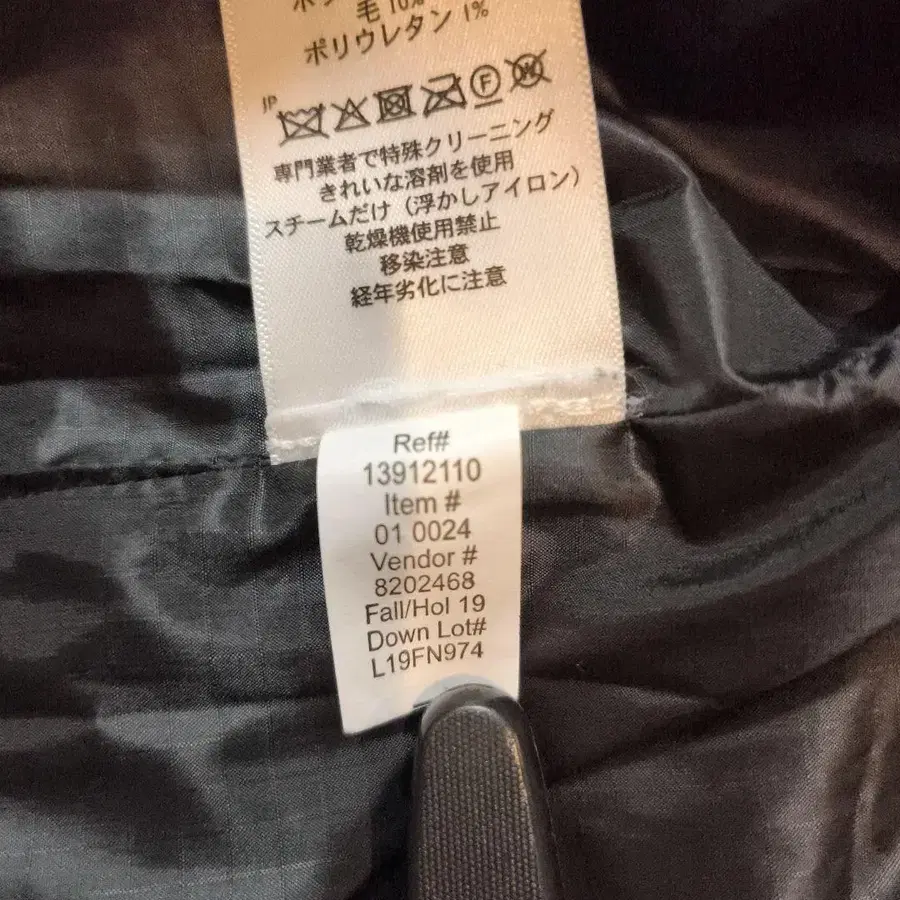 毛 10%
ポリウレタン 1%
JP
F
W
専門業者で特殊クリーニング
きれいな溶剤を使用
スチームだけ（浮かしアイロン）
乾燥機使用禁止
移染注意
経年劣化に注意
Ref#
13912110
Item #
01 0024
Vendor #
8202468
Fall/Hol 19
Down Lot#
L19FN974